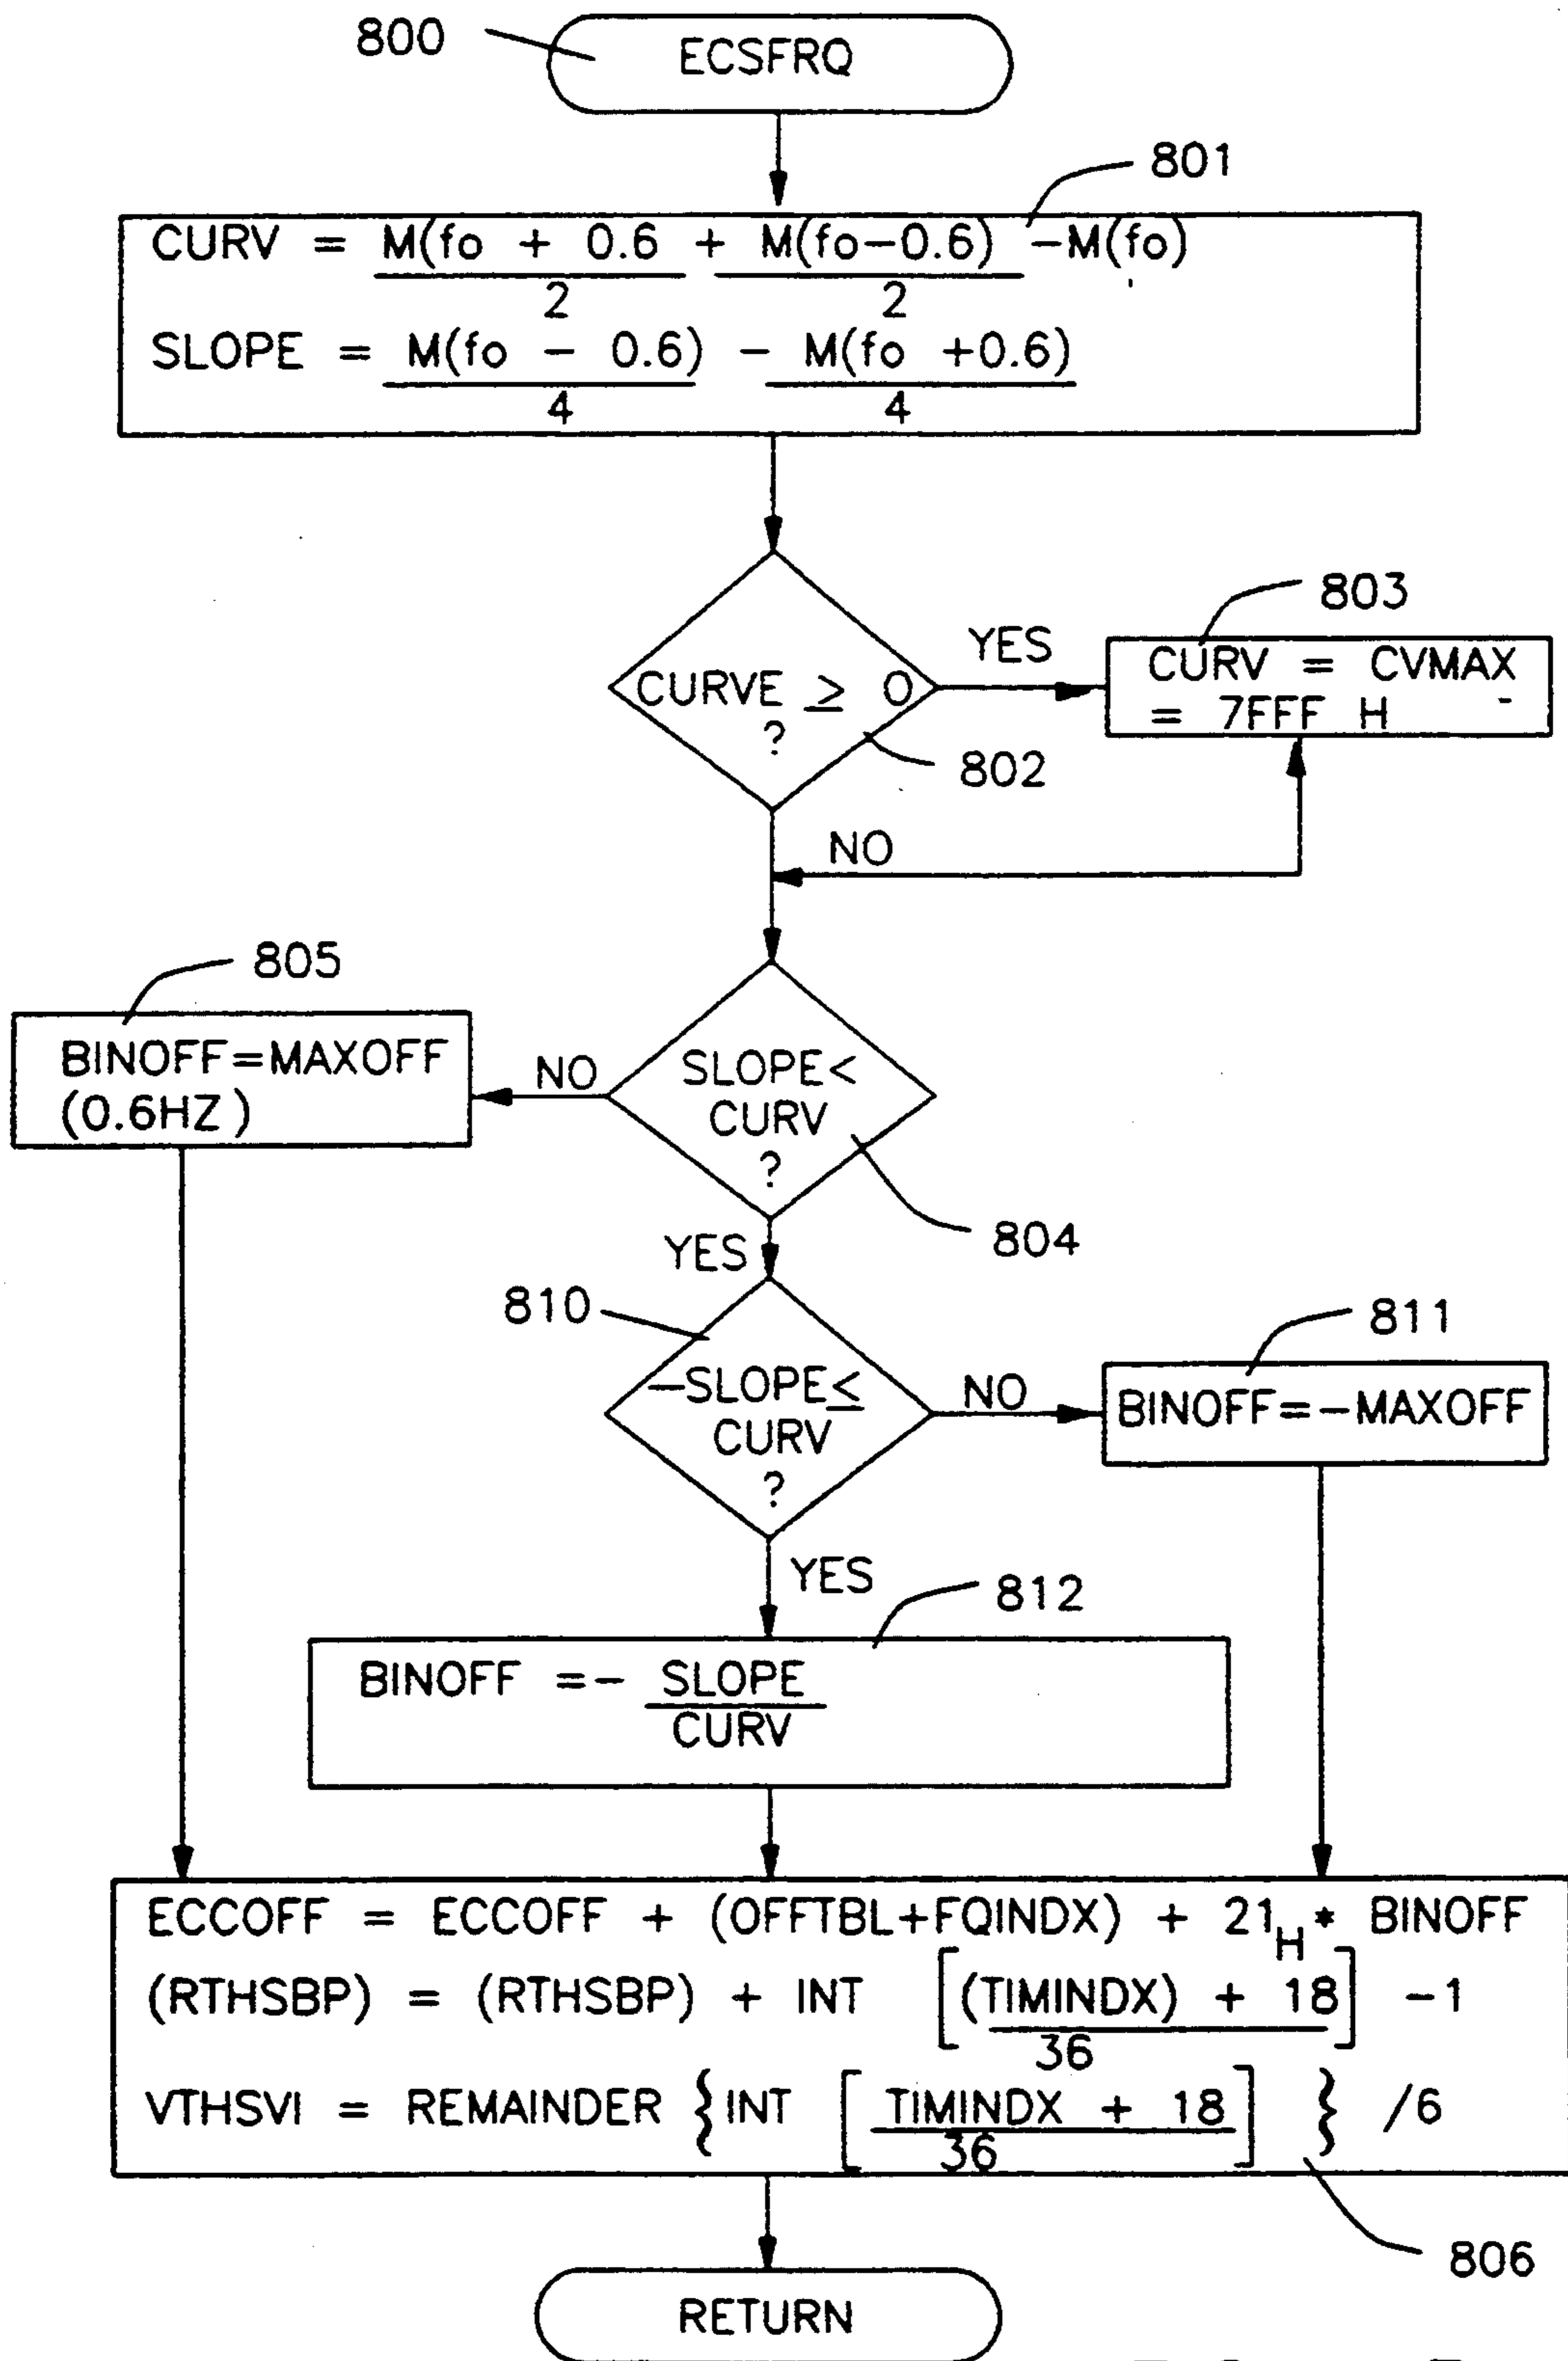 800
ECSFRQ
801
CURV = M(fo + 0.6 + M(fo-0.6) -M(fo)
2 2
SLOPE = M(fo - 0.6) - M(fo +0.6)
4 4
803
YES
CURV = CVMAX
= 7FFF H
CURVE ≥ 0
?
802
NO
805
BINOFF=MAXOFF
(0.6HZ)
NO
SLOPE<
CURV
?
804
YES
810
811
-SLOPE≤
CURV
?
NO
BINOFF=-MAXOFF
YES
812
BINOFF =- SLOPE
CURV
ECCOFF = ECCOFF + (OFFTBL+FQINDX) + 21H* BINOFF
(RTHSBP) = (RTHSBP) + INT [(TIMINDX) + 18] -1
36
VTHSVI = REMAINDER {INT [TIMINDX + 18] } /6
36
806
RETURN